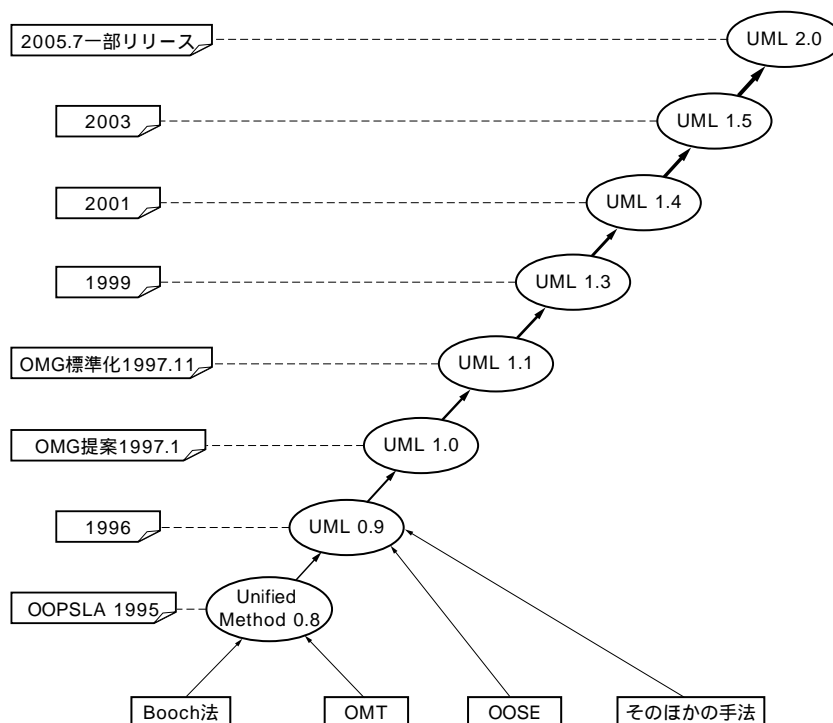 2005.7一部リリース
UML 2.0
2003
UML 1.5
2001
UML 1.4
1999
UML 1.3
OMG標準化1997.11
UML 1.1
OMG提案1997.1
UML 1.0
1996
UML 0.9
OOPSLA 1995
Unified
Method 0.8
Booch法
OMT
OOSE
そのほかの手法